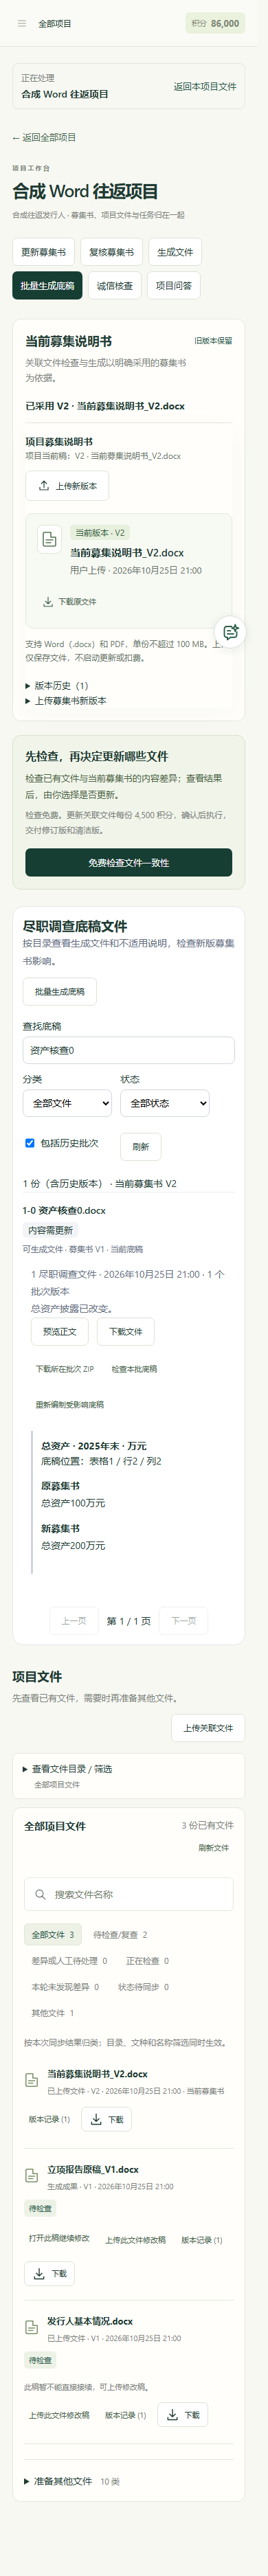 全部项目
积分 86,000
正在处理
合成 Word 往返项目
返回本项目文件
← 返回全部项目
项目工作台
合成 Word 往返项目
合成往返发行人 · 募集书、项目文件与任务归在一起
更新募集书
复核募集书
生成文件
批量生成底稿
诚信核查
项目问答
当前募集说明书
旧版本保留
关联文件检查与生成以明确采用的募集书
为依据。
已采用 V2 · 当前募集说明书_V2.docx
项目募集说明书
项目当前稿：V2 · 当前募集说明书_V2.docx
上传新版本
当前版本 · V2
当前募集说明书_V2.docx
用户上传 · 2026年10月25日 21:00
下载原文件
支持 Word（.docx）和 PDF，单份不超过 100 MB。上
仅保存文件，不启动更新或扣费。
版本历史（1）
上传募集书新版本
先检查，再决定更新哪些文件
检查已有文件与当前募集书的内容差异；查看结果
后，由你选择是否更新。
检查免费。更新关联文件每份 4,500 积分，确认后执行，
交付修订版和清洁版。
免费检查文件一致性
尽职调查底稿文件
按目录查看生成文件和不适用说明，检查新版募集
书影响。
批量生成底稿
查找底稿
资产核查0
分类
状态
全部文件
全部状态
包括历史批次
刷新
1 份（含历史版本） · 当前募集书 V2
1-0 资产核查0.docx
内容需更新
可生成文件 · 募集书 V1 · 当前底稿
1 尽职调查文件 · 2026年10月25日 21:00 · 1 个
批次版本
总资产披露已改变。
预览正文
下载文件
下载所在批次 ZIP
检查本批底稿
重新编制受影响底稿
总资产 · 2025年末 · 万元
底稿位置：表格1 / 行2 / 列2
原募集书
总资产100万元
新募集书
总资产200万元
上一页
第 1 / 1 页
下一页
项目文件
先查看已有文件，需要时再准备其他文件。
上传关联文件
查看文件目录 / 筛选
全部项目文件
全部项目文件
3 份已有文件
刷新文件
搜索文件名称
全部文件 3
待检查/复查 2
差异或人工待处理 0
正在检查 0
本轮未发现差异 0
状态待同步 0
其他文件 1
按本次同步结果归类；目录、文种和名称筛选同时生效。
当前募集说明书_V2.docx
已上传文件 · V2 · 2026年10月25日 21:00 · 当前募集书
版本记录 (1)
下载
立项报告原稿_V1.docx
生成成果 · V1 · 2026年10月25日 21:00
待检查
打开此稿继续修改
上传此文件修改稿
版本记录 (1)
下载
发行人基本情况.docx
已上传文件 · V1 · 2026年10月25日 21:00
待检查
此稿暂不能直接接续，可上传修改稿。
上传此文件修改稿
版本记录 (1)
下载
准备其他文件 10 类